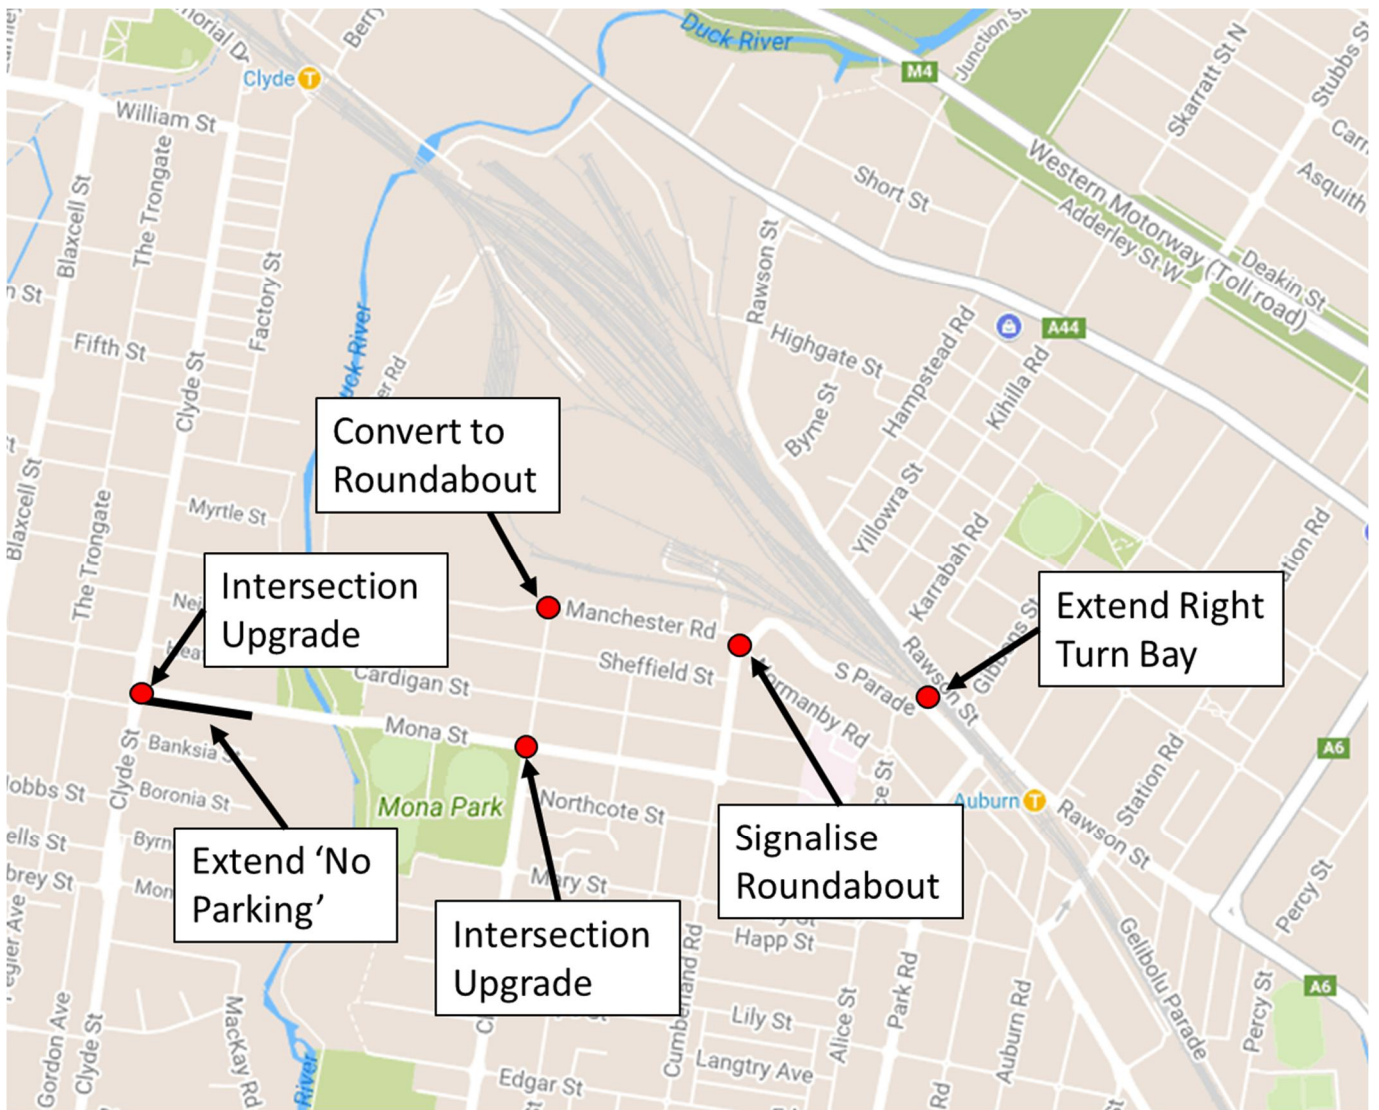 Duck River
Junction St
M4
Skarratt St N
Stubbs St
Clyde
T
William St
Short St
Western Motorway (Toll road)
Asquith
Adderley St W
Deakin St
Blaxcell St
The Trongate
Factory St
Rawson St
Highgate St
Hampstead Rd
A44
Kihilla Rd
Fifth St
Clyde St
Byrne St
Convert to
Roundabout
Yillowra St
Karrabah Rd
Blaxcell St
The Trongate
Myrtle St
Intersection
Upgrade
Manchester Rd
Sheffield St
Extend Right
Turn Bay
Gibbons St
Rawson St
S Parade
Normanby Rd
Cardigan St
Mona St
Banksia St
Clyde St
Boronia St
Mona Park
Northcote St
Auburn
T
Station Rd
A6
Rawson St
Extend ‘No
Parking’
Signalise
Roundabout
Mary St
Intersection
Upgrade
Happ St
Percy St
Gelibolu Parade
A6
Percy St
Cumberland Rd
Park Rd
Alice St
Auburn Rd
Lily St
Langtry Ave
Edgar St
Mackay Rd
Gordon Ave
Clyde St
River
Rd